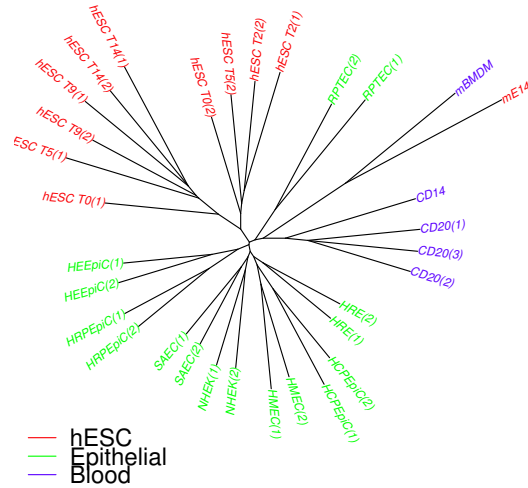 hESC T14(1)
hESC T14(2)
hESC T9(1)
hESC T9(2)
ESC T5(1)
hESC T0(1)
hESC T0(2)
hESC T5(2)
hESC T2(2)
hESC T2(1)
RPTEC(2)
RPTEC(1)
mBMDM
mE14
CD14
CD20(1)
CD20(3)
CD20(2)
HRE(2)
HRE(1)
HCPEpiC(2)
HCPEpiC(1)
HMEC(2)
HMEC(1)
NHEK(2)
NHEK(1)
SAEC(2)
SAEC(1)
HRPEpiC(2)
HRPEpiC(1)
HEEpiC(2)
HEEpiC(1)
hESC
Epithelial
Blood